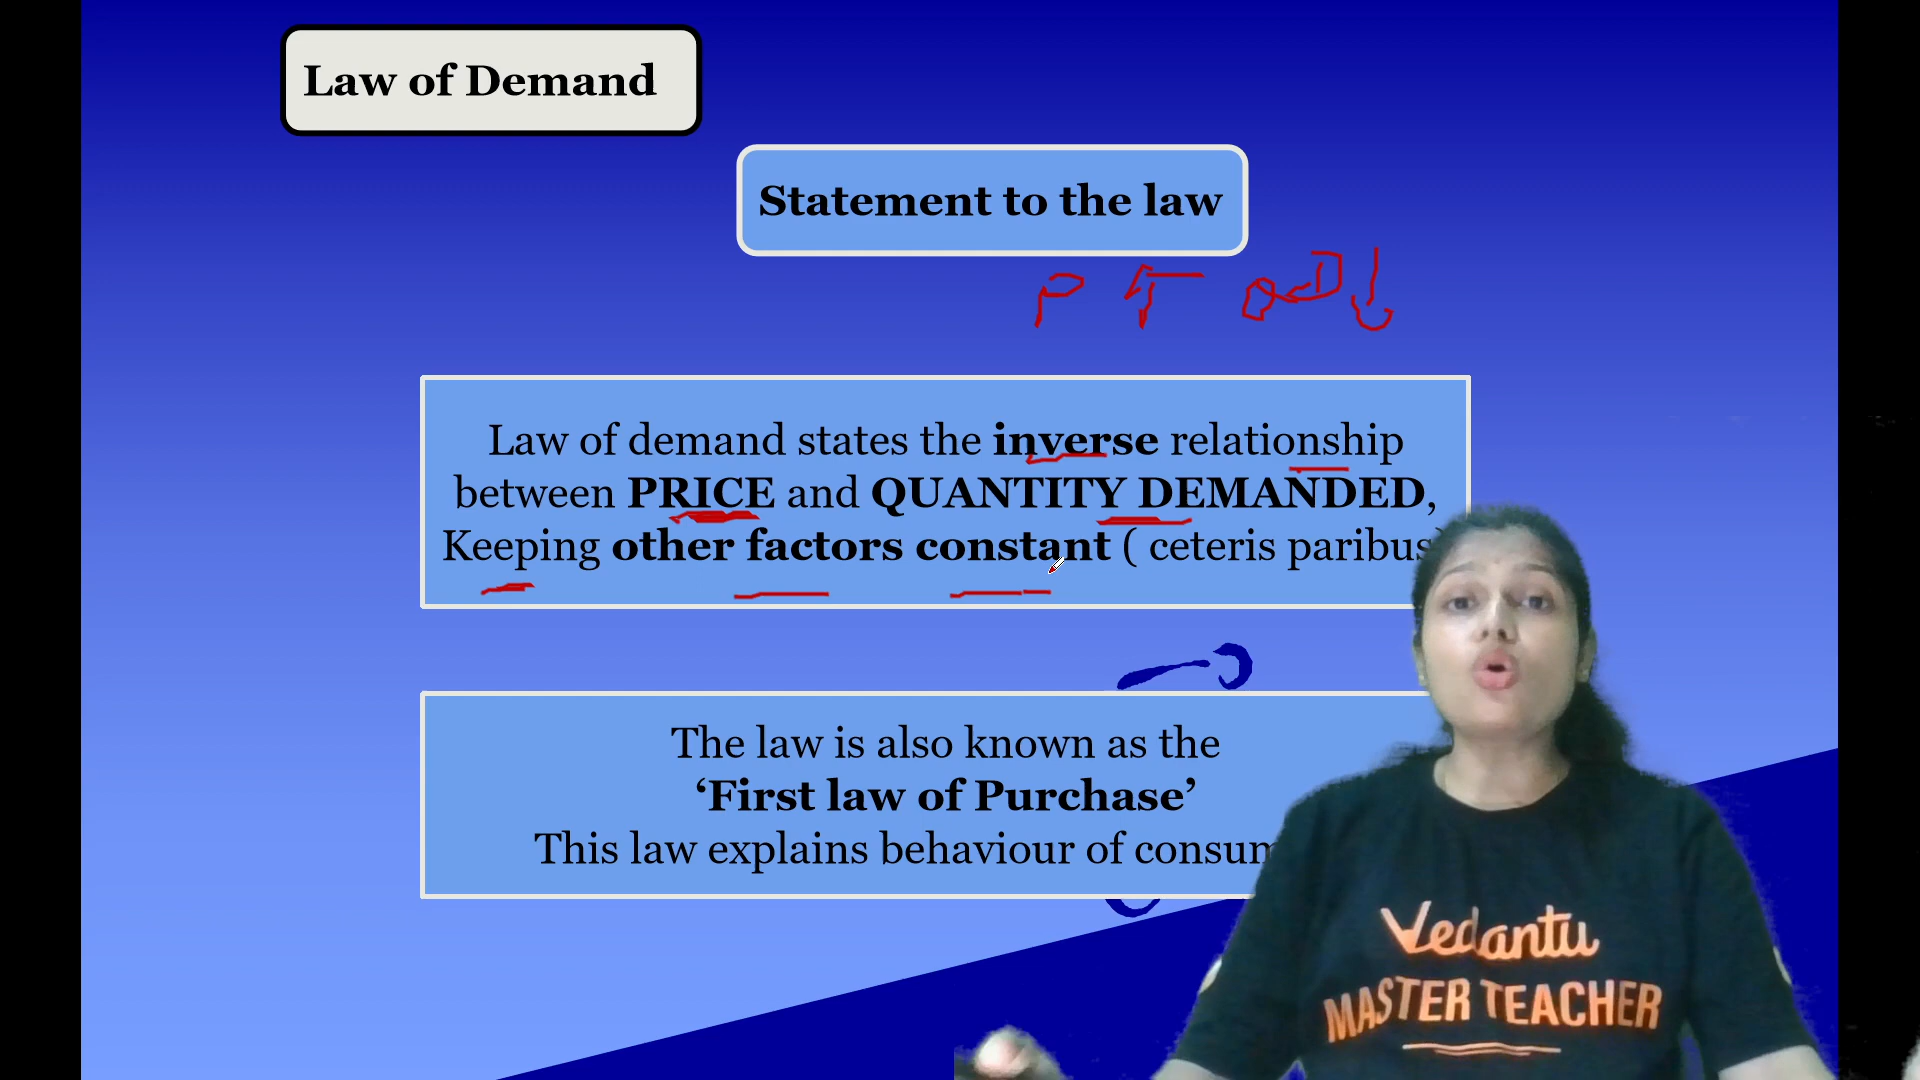 Law of Demand
Statement to the law
P ↑ QD ↓
Law of demand states the inverse relationship
between PRICE and QUANTITY DEMANDED,
Keeping other factors constant ( ceteris paribus)
The law is also known as the
‘First law of Purchase’
This law explains behaviour of
Vedantu
MASTER TEACHER